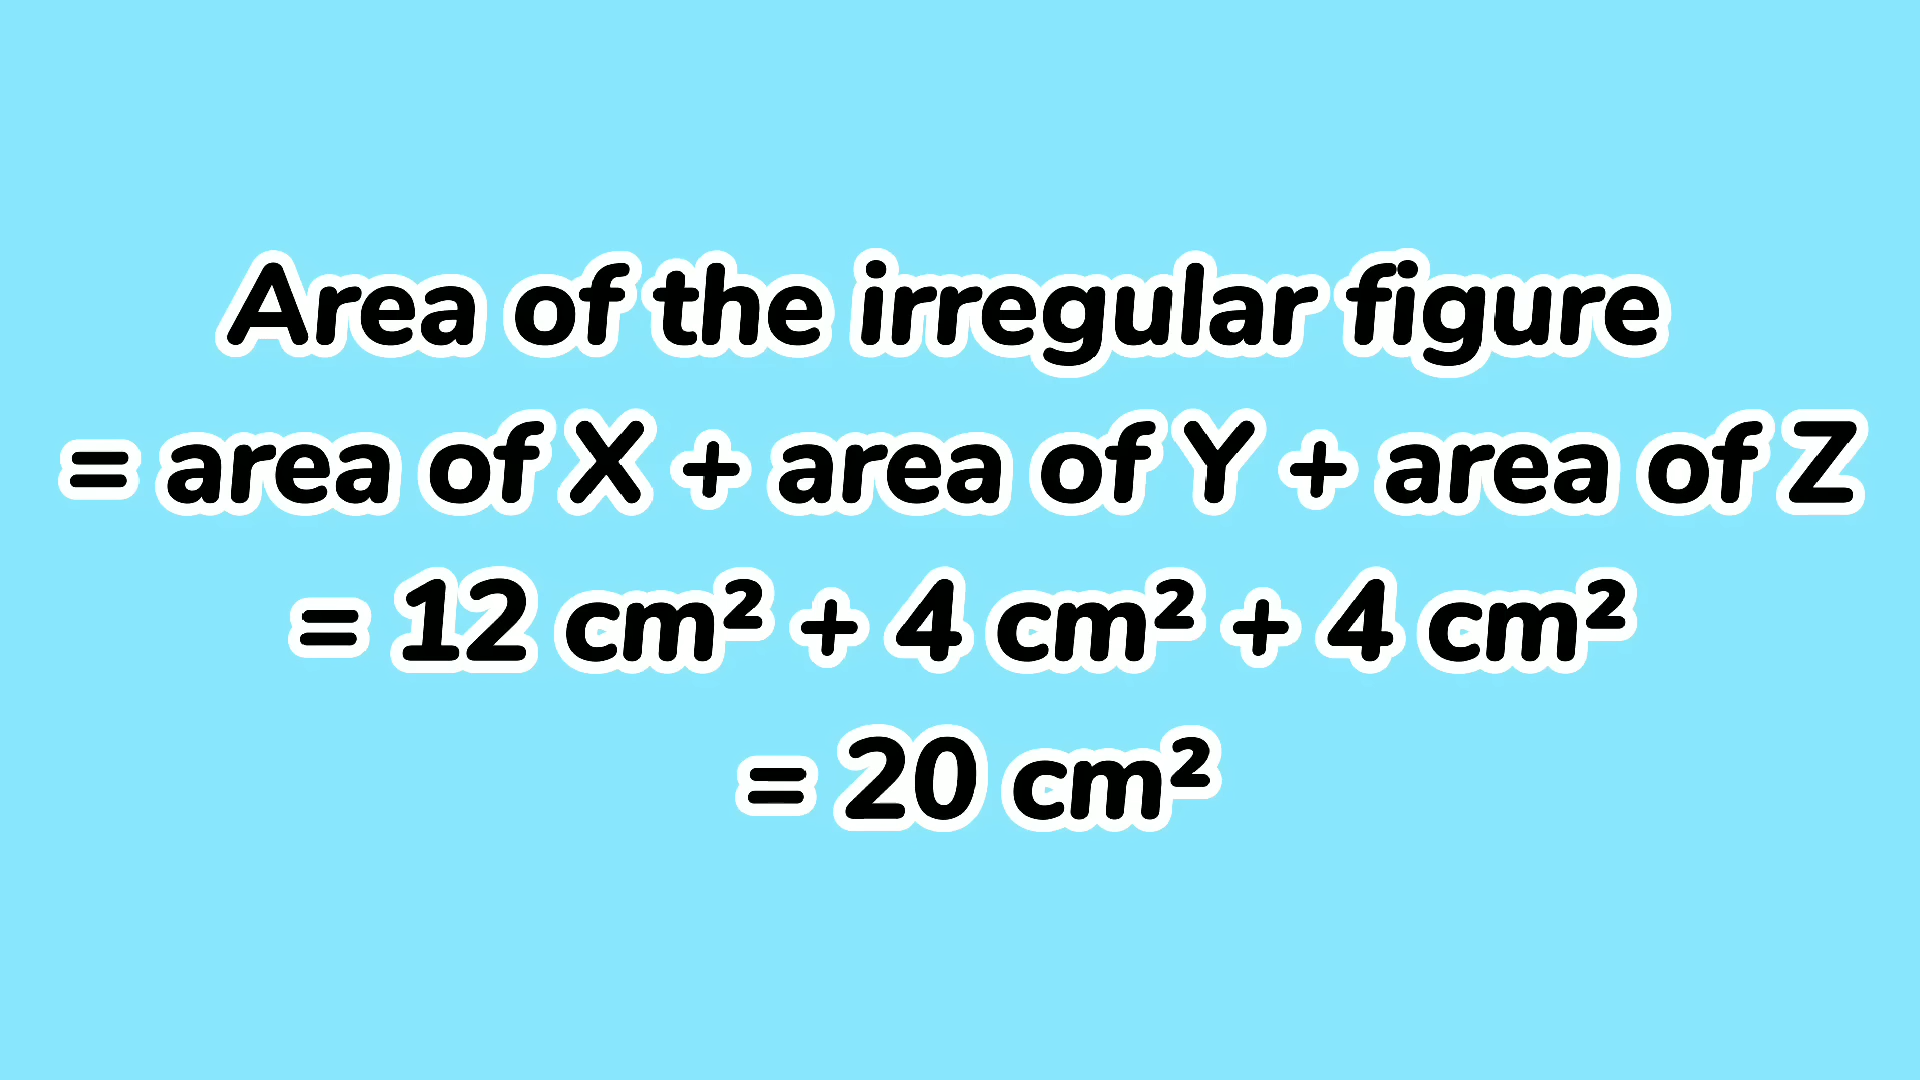 Area of the irregular figure
= area of X + area of Y + area of Z
= 12 cm² + 4 cm² + 4 cm²
= 20 cm²